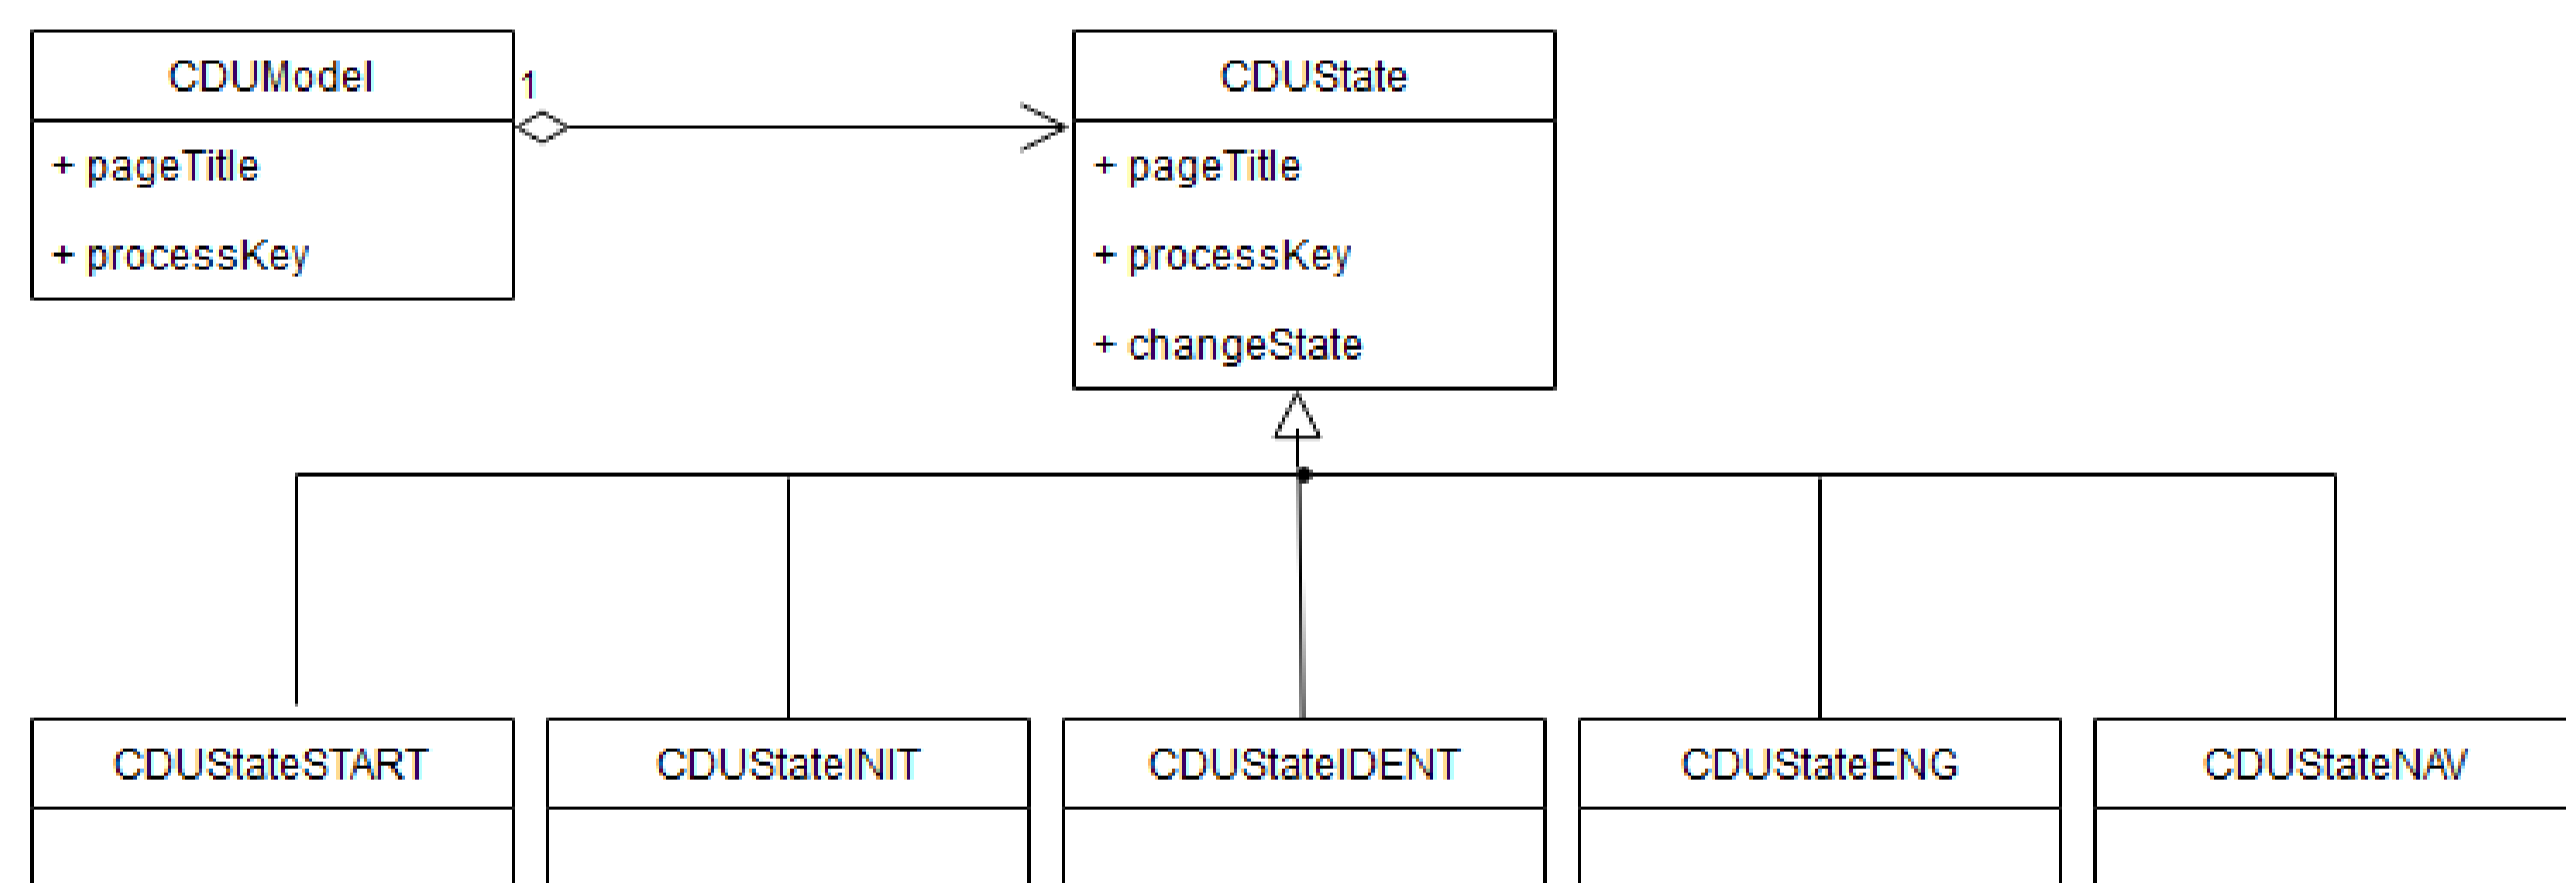 CDUModel
1
+ pageTitle
+ processKey
CDUState
+ pageTitle
+ processKey
+ changeState
CDUStateSTART
CDUStateINIT
CDUStateIDENT
CDUStateENG
CDUStateNAV